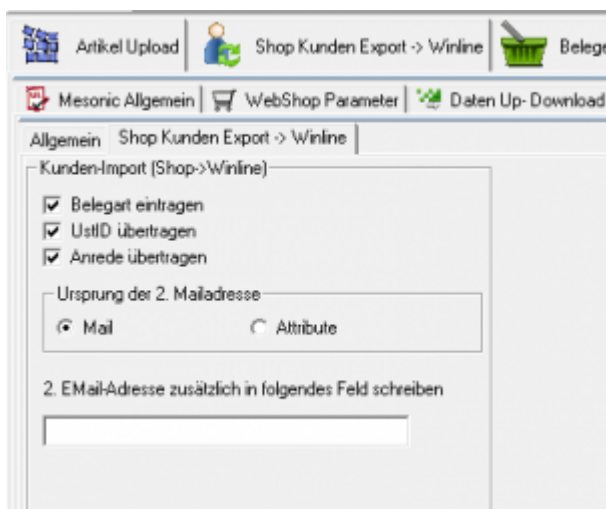 Artikel Upload Shop Kunden Export -> Winline Belege
Mesonic Allgemein WebShop Parameter Daten Up- Download
Allgemein Shop Kunden Export -> Winline
Kunden-Import (Shop->Winline)
Belegart eintragen
UstID übertragen
Anrede übertragen
Ursprung der 2. Mailadresse
Mail Attribute
2. EMail-Adresse zusätzlich in folgendes Feld schreiben